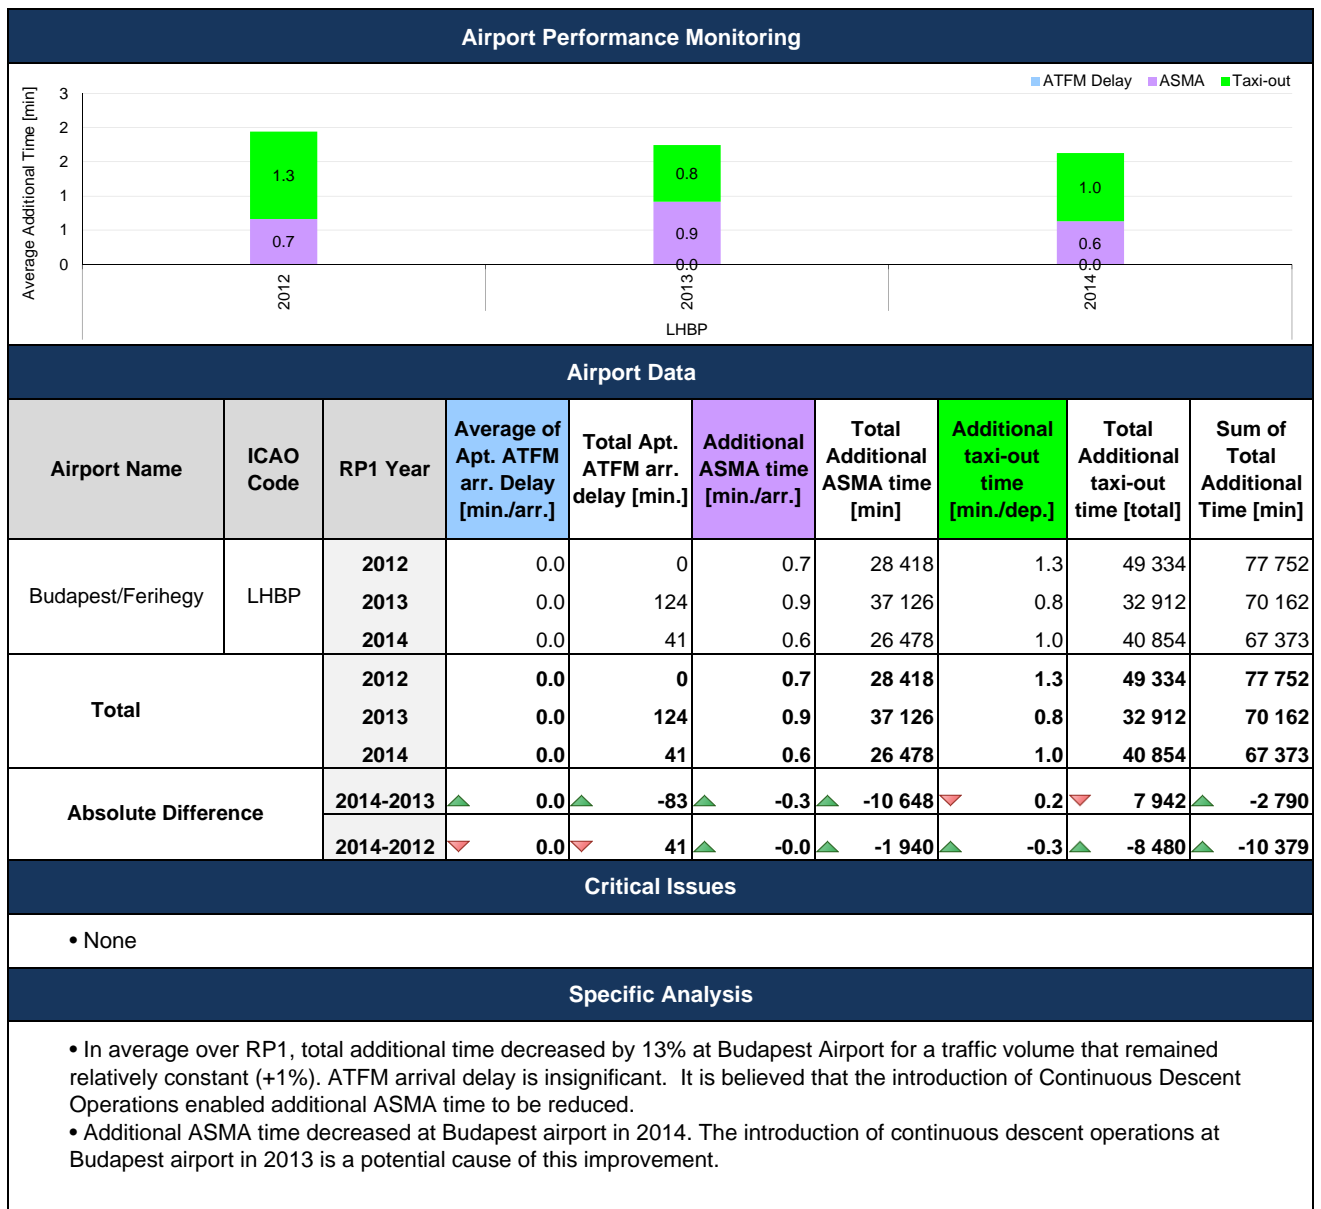 Airport Performance Monitoring
ATFM Delay ASMA Taxi-out
Average Additional Time [min]
3
2
2
1
1
0
1.3
0.7
0.8
0.9
0.0
1.0
0.6
0.0
2012
2013
2014
LHBP
Airport Data
Airport Name ICAO Code RP1 Year Average of Apt. ATFM arr. Delay [min./arr.] Total Apt. ATFM arr. delay [min.] Additional ASMA time [min./arr.] Total Additional ASMA time [min] Additional taxi-out time [min./dep.] Total Additional taxi-out time [total] Sum of Total Additional Time [min]
Budapest/Ferihegy LHBP
2012 0.0 0 0.7 28 418 1.3 49 334 77 752
2013 0.0 124 0.9 37 126 0.8 32 912 70 162
2014 0.0 41 0.6 26 478 1.0 40 854 67 373
Total
2012 0.0 0 0.7 28 418 1.3 49 334 77 752
2013 0.0 124 0.9 37 126 0.8 32 912 70 162
2014 0.0 41 0.6 26 478 1.0 40 854 67 373
Absolute Difference
2014-2013 0.0 -83 -0.3 -10 648 0.2 7 942 -2 790
2014-2012 0.0 41 -0.0 -1 940 -0.3 -8 480 -10 379
Critical Issues
• None
Specific Analysis
• In average over RP1, total additional time decreased by 13% at Budapest Airport for a traffic volume that remained
relatively constant (+1%). ATFM arrival delay is insignificant.  It is believed that the introduction of Continuous Descent
Operations enabled additional ASMA time to be reduced.
• Additional ASMA time decreased at Budapest airport in 2014. The introduction of continuous descent operations at
Budapest airport in 2013 is a potential cause of this improvement.